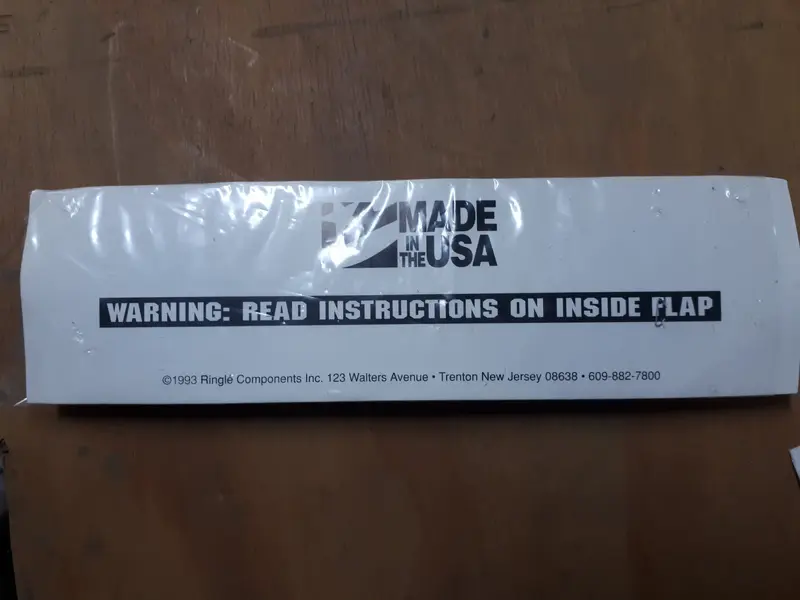 MADE
IN THE USA
WARNING: READ INSTRUCTIONS ON INSIDE FLAP
©1993 Ringlé Components Inc. 123 Walters Avenue • Trenton New Jersey 08638 • 609-882-7800